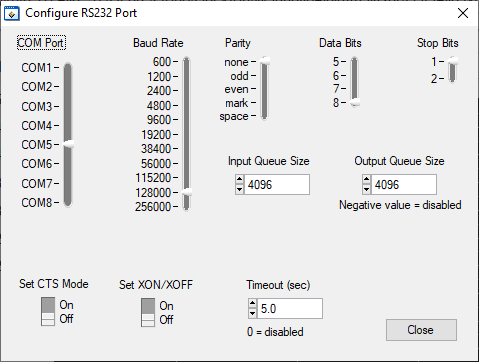 Configure RS232 Port
COM Port
COM1
COM2
COM3
COM4
COM5
COM6
COM7
COM8
Baud Rate
600
1200
2400
4800
9600
19200
38400
56000
115200
128000
256000
Parity
none
odd
even
mark
space
Data Bits
5
6
7
8
Stop Bits
1
2
Input Queue Size
4096
Output Queue Size
4096
Negative value = disabled
Set CTS Mode
On
Off
Set XON/XOFF
On
Off
Timeout (sec)
5.0
0 = disabled
Close